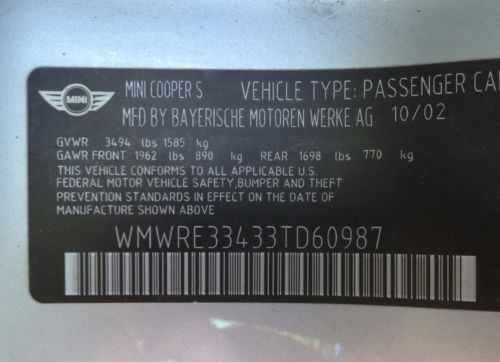 MINI
MINI COOPER S VEHICLE TYPE: PASSENGER
MFD BY BAYERISCHE MOTOREN WERKE AG 10/02
GVWR 3494 lbs 1585 kg
GAWR FRONT 1962 lbs 890 kg REAR 1698 lbs 770 kg
THIS VEHICLE CONFORMS TO ALL APPLICABLE U.S.
FEDERAL MOTOR VEHICLE SAFETY,BUMPER AND THEFT
PREVENTION STANDARDS IN EFFECT ON THE DATE OF
MANUFACTURE SHOWN ABOVE.
WMWRE33433TD60987